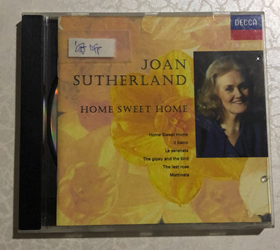 DECCA
JOAN
SUTHERLAND
HOME SWEET HOME
Home Sweet Home
Il bacio
La serenata
The gipsy and the bird
The last rose
Mattinata